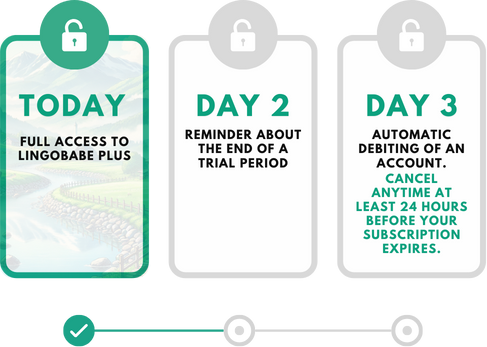 TODAY
FULL ACCESS TO
LINGOBABE PLUS
DAY 2
REMINDER ABOUT
THE END OF A
TRIAL PERIOD
DAY 3
AUTOMATIC
DEBITING OF AN
ACCOUNT.
CANCEL
ANYTIME AT
LEAST 24 HOURS
BEFORE YOUR
SUBSCRIPTION
EXPIRES.